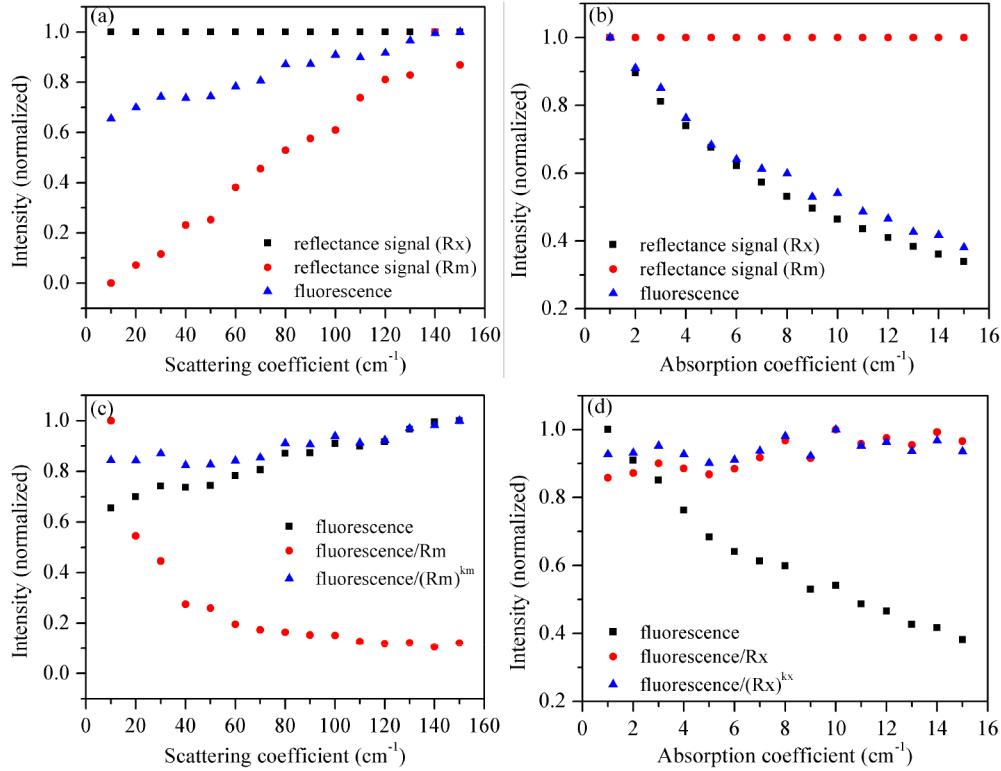 (a)
Intensity (normalized)
1.0
0.8
0.6
0.4
0.2
0.0
reflectance signal (Rx)
reflectance signal (Rm)
fluorescence
0 20 40 60 80 100 120 140 160
Scattering coefficient (cm⁻¹)
(b)
Intensity (normalized)
1.0
0.8
0.6
0.4
0.2
reflectance signal (Rx)
reflectance signal (Rm)
fluorescence
0 2 4 6 8 10 12 14 16
Absorption coefficient (cm⁻¹)
(c)
Intensity (normalized)
1.0
0.8
0.6
0.4
0.2
0.0
fluorescence
fluorescence/Rm
fluorescence/(Rm)ᵏᵐ
0 20 40 60 80 100 120 140 160
Scattering coefficient (cm⁻¹)
(d)
Intensity (normalized)
1.0
0.8
0.6
0.4
0.2
fluorescence
fluorescence/Rx
fluorescence/(Rx)ᵏˣ
0 2 4 6 8 10 12 14 16
Absorption coefficient (cm⁻¹)